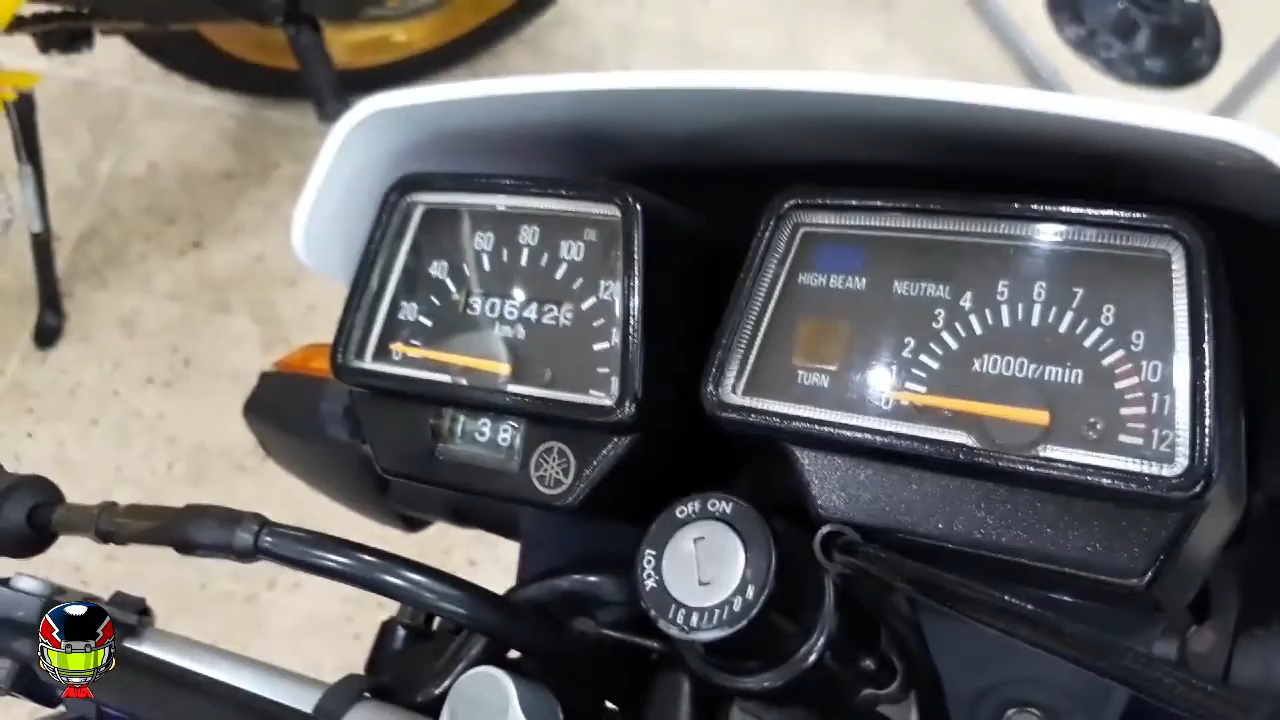 60 80 100
OIL
40
120
20
30642
km/h
0
138
HIGH BEAM
NEUTRAL
TURN
0 1 2 3 4 5 6 7 8 9 10 11 12
x1000r/min
OFF ON
LOCK
IGNITION